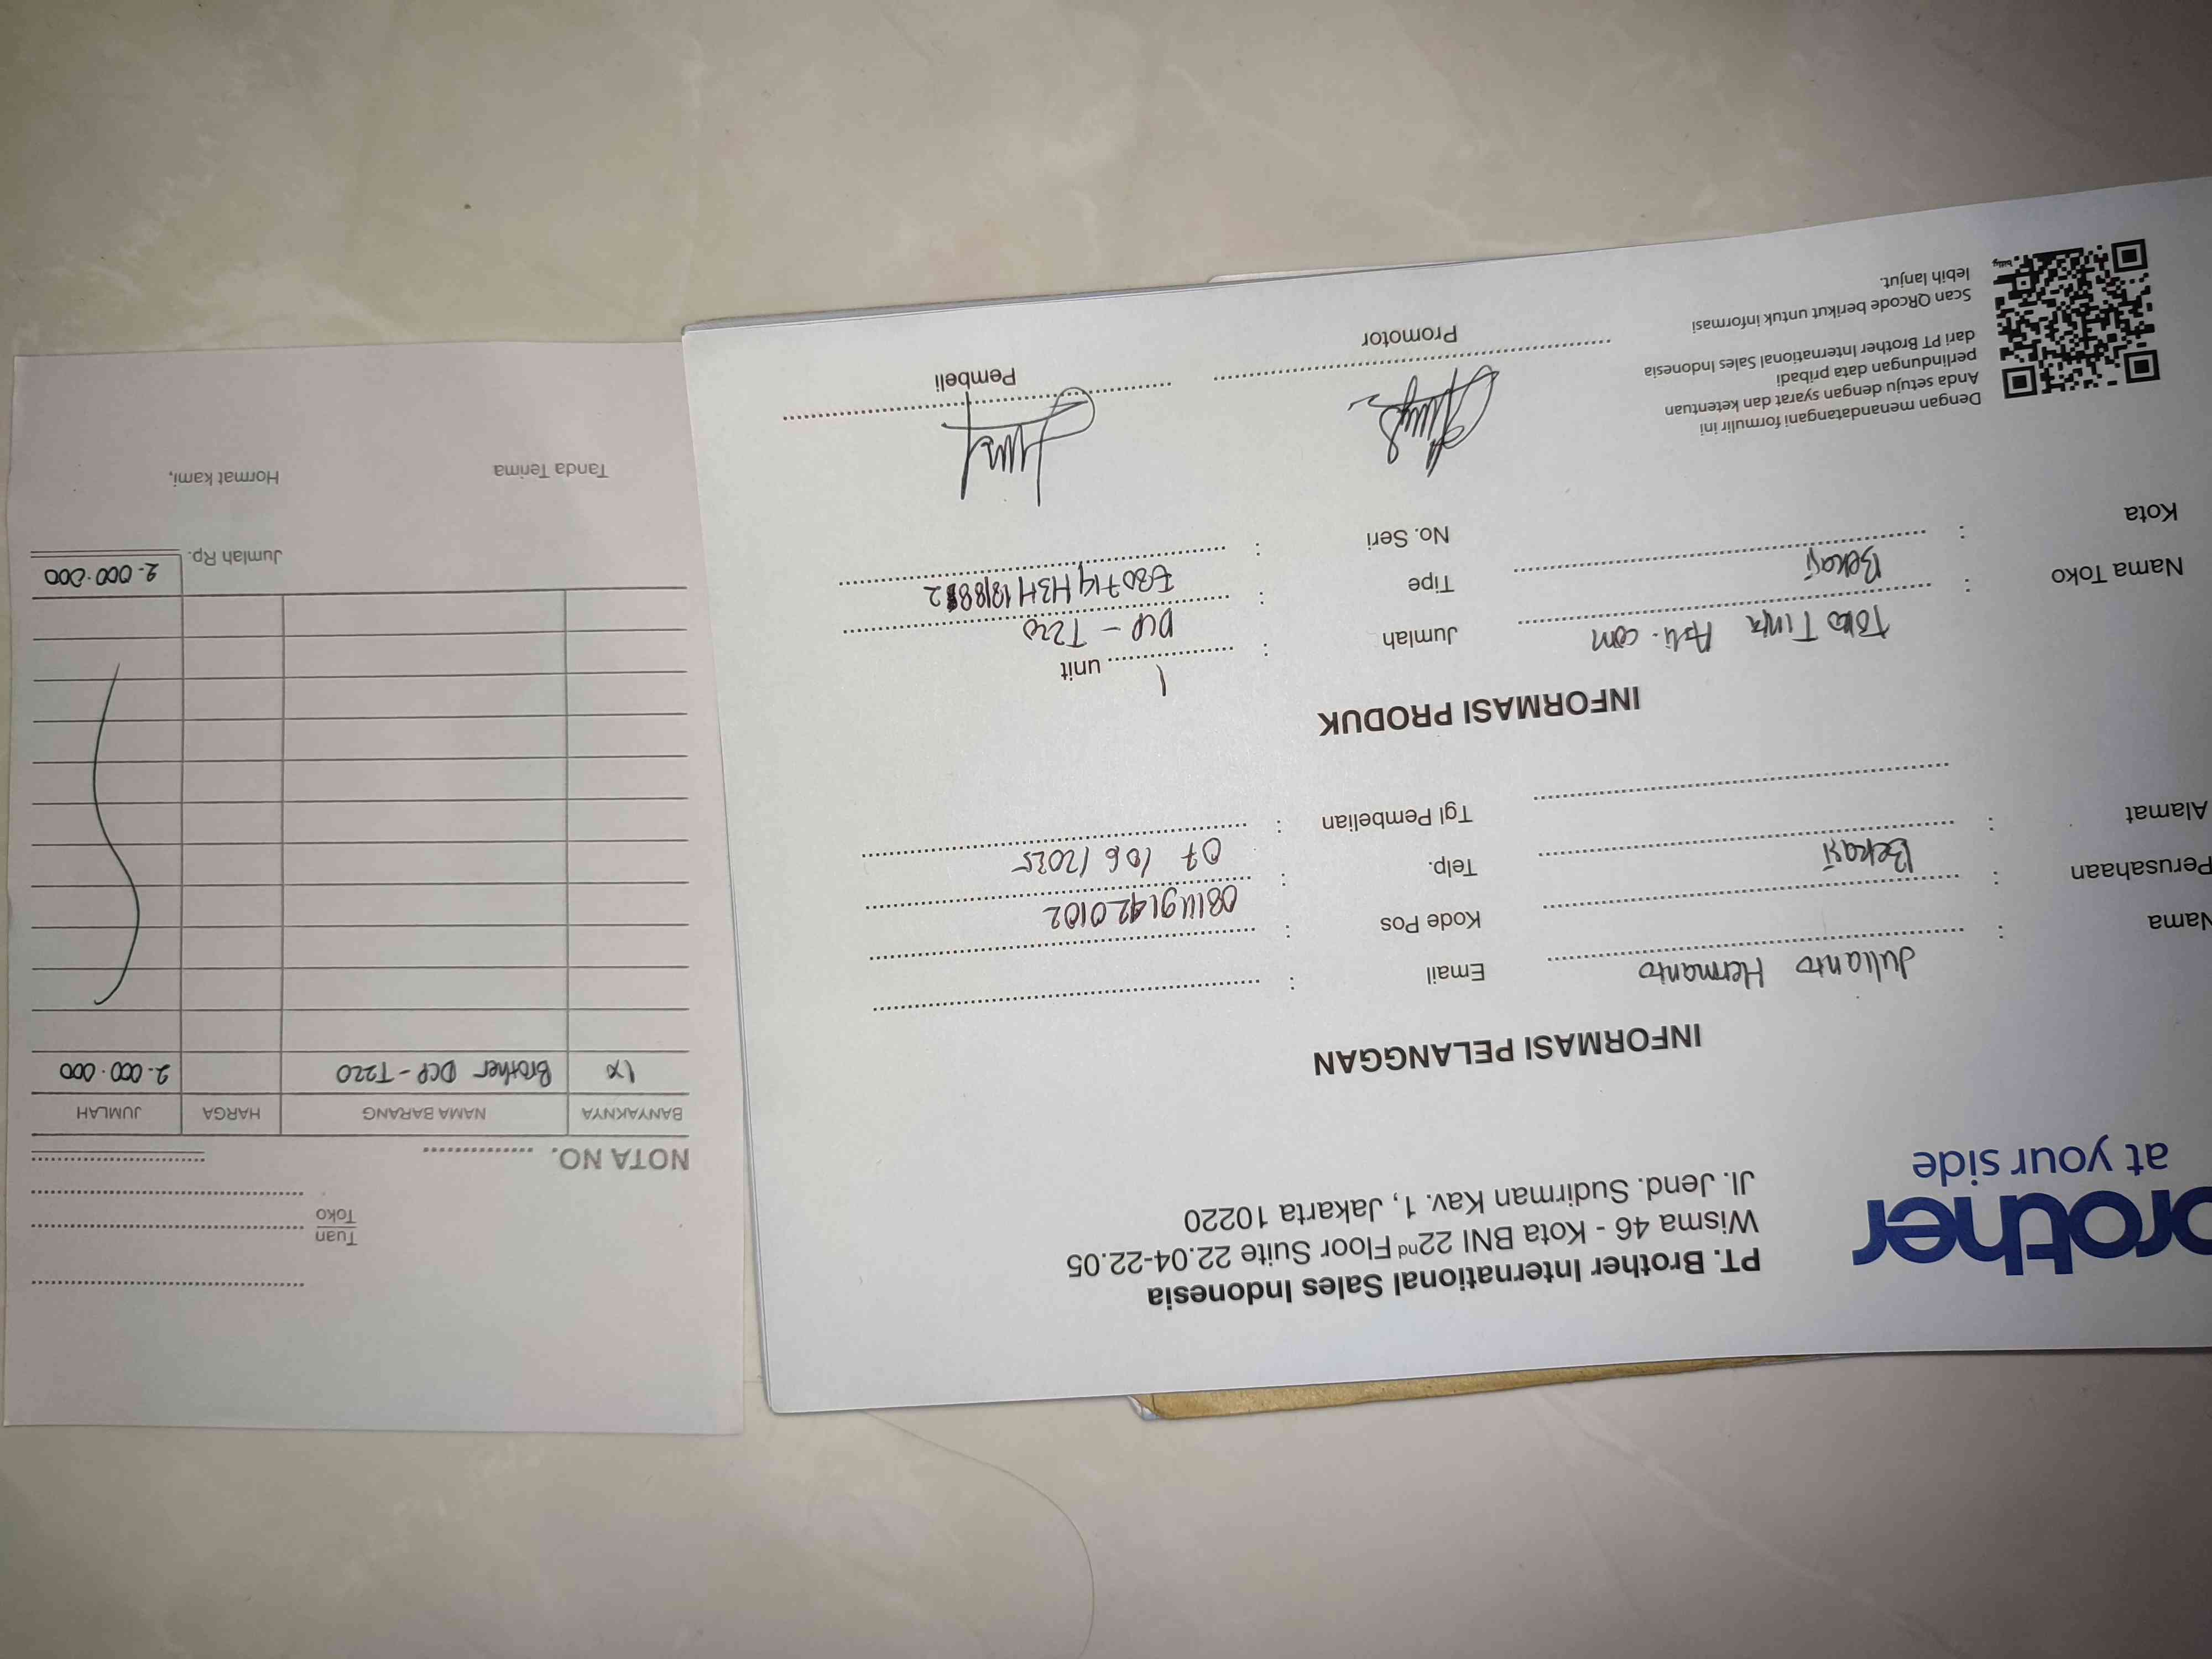 brother
at your side
PT. Brother International Sales Indonesia
Wisma 46 - Kota BNI 22nd Floor Suite 22.04-22.05
Jl. Jend. Sudirman Kav. 1, Jakarta 10220
INFORMASI PELANGGAN
Nama : Julianto Hermanto
Perusahaan :
Alamat : Bekasi
Email :
Kode Pos :
Telp. : 0811191420102
Tgl Pembelian : 07/06/2025
INFORMASI PRODUK
Nama Toko : Toko Tinta Asli.com
Kota : Bekasi
Jumlah : 1 unit
Tipe : DCP-T220
No. Seri :
Dengan menandatangani formulir ini
Anda setuju dengan syarat dan ketentuan
perlindungan data pribadi
dari PT Brother International Sales Indonesia
Scan QRcode berikut untuk informasi
lebih lanjut.
Promotor
Pembeli
Tuan
Toko
NOTA NO.
BANYAKNYA NAMA BARANG HARGA JUMLAH
1x Brother DCP-T220 2.000.000
Jumlah Rp. 2.000.000
Tanda Terima Hormat kami,